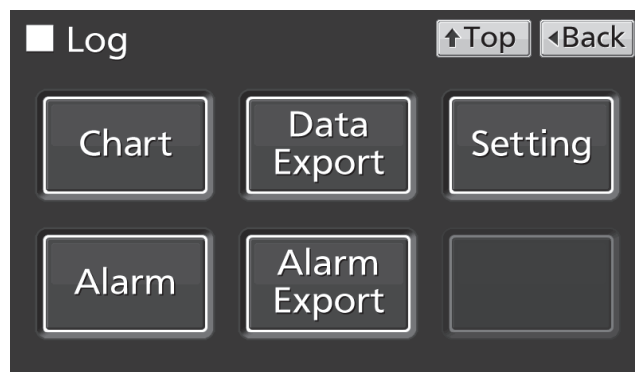 Log
Top
Back
Chart
Data
Export
Setting
Alarm
Alarm
Export